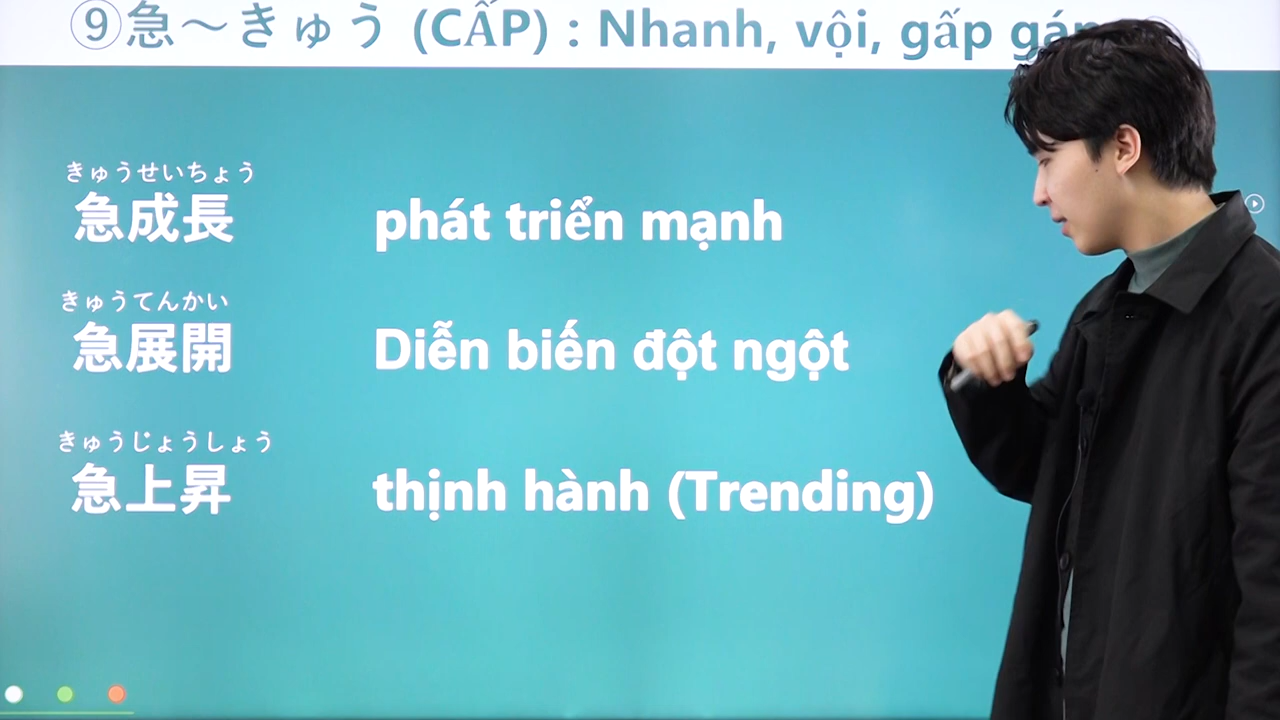 ⑨急～きゅう (CẤP) : Nhanh, vội, gấp gáp
きゅうせいちょう
急成長 phát triển mạnh
きゅうてんかい
急展開 Diễn biến đột ngột
きゅうじょうしょう
急上昇 thịnh hành (Trending)